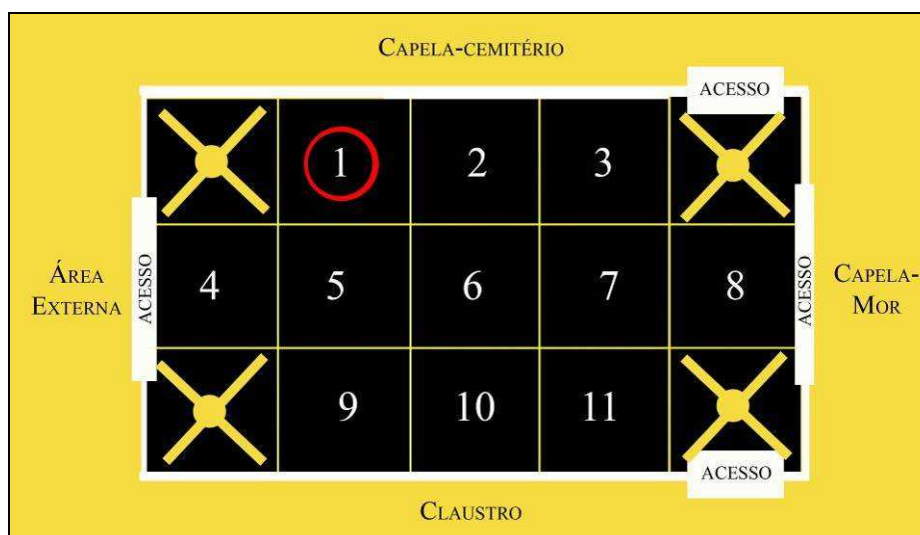 CAPELA-CEMITÉRIO
ACESSO
1 2 3
ÁREA EXTERNA
ACESSO
4 5 6 7 8
ACESSO
CAPELA-MOR
9 10 11
ACESSO
CLAUSTRO